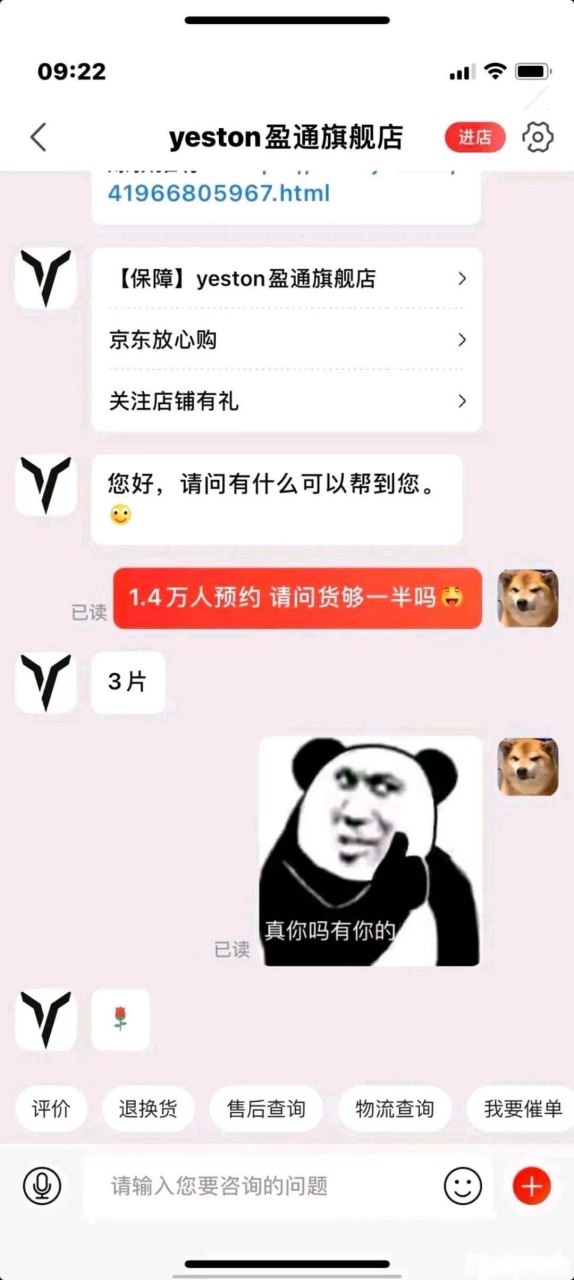 09:22
yeston盈通旗舰店
进店
41966805967.html
【保障】yeston盈通旗舰店
京东放心购
关注店铺有礼
您好，请问有什么可以帮到您。
1.4万人预约 请问货够一半吗
已读
3片
真你吗有你的
已读
评价
退换货
售后查询
物流查询
我要催单
请输入您要咨询的问题